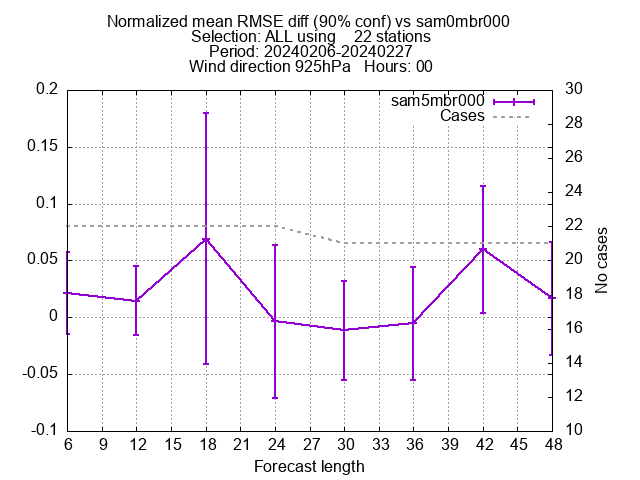 Normalized mean RMSE diff (90% conf) vs sam0mbr000
Selection: ALL using    22 stations
Period: 20240206-20240227
Wind direction 925hPa   Hours: 00
sam5mbr000
Cases
0.2
0.15
0.1
0.05
0
-0.05
-0.1
30
28
26
24
22
20
18
16
14
12
10
No cases
6 12 15 18 21 24 27 30 33 36 39 42 45 48
Forecast length